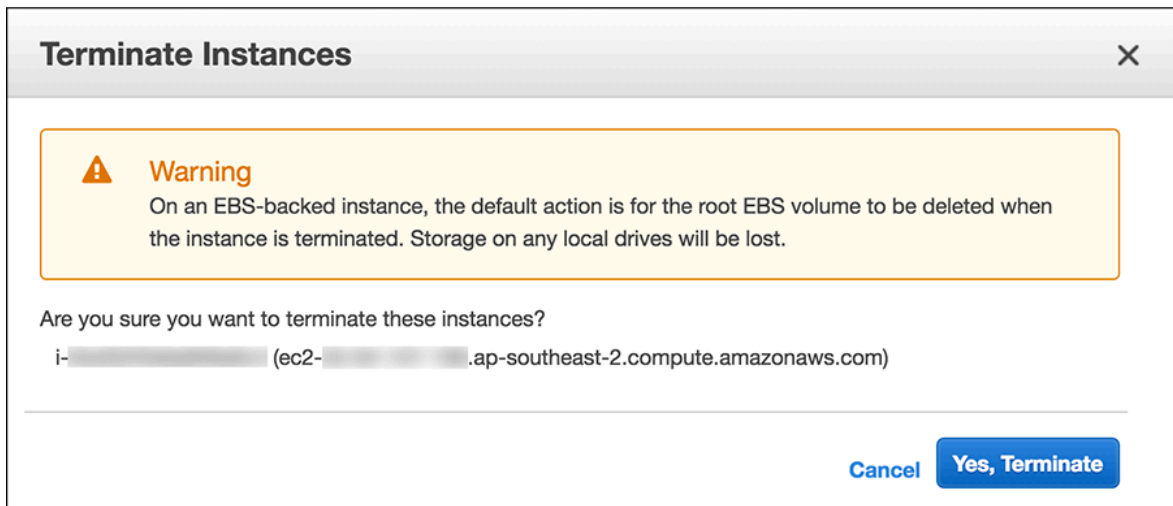 Terminate Instances
Warning
On an EBS-backed instance, the default action is for the root EBS volume to be deleted when
the instance is terminated. Storage on any local drives will be lost.
Are you sure you want to terminate these instances?
i- (ec2- .ap-southeast-2.compute.amazonaws.com)
Cancel Yes, Terminate